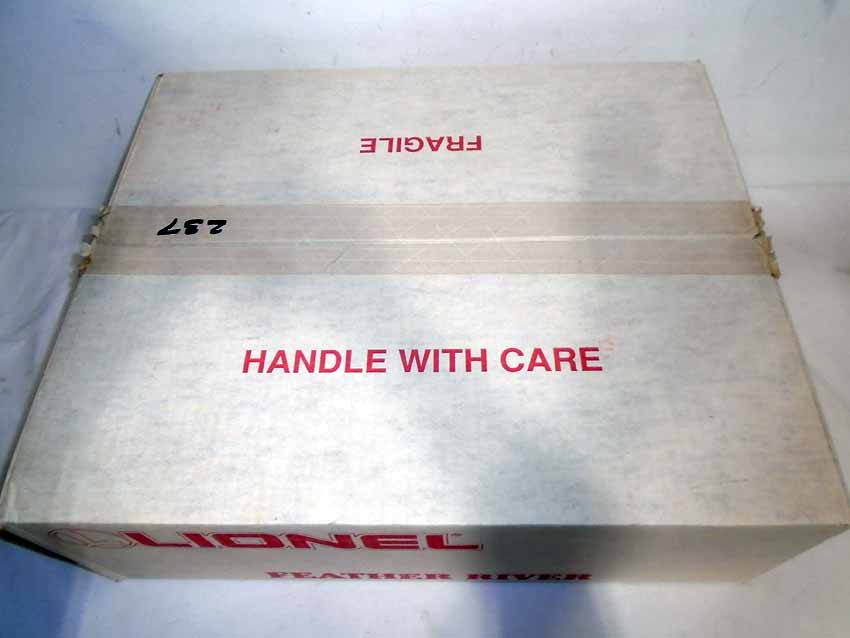 FRAGILE
237
HANDLE WITH CARE
LIONEL
FEATHER RIVER